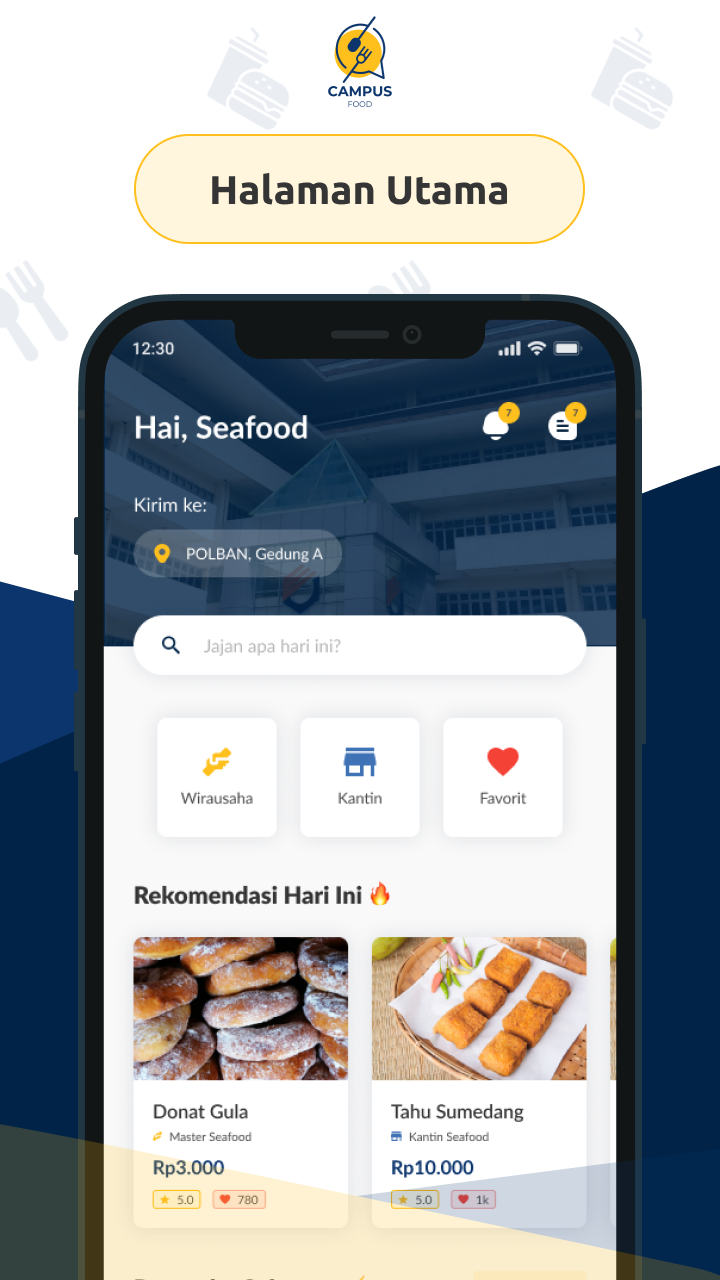 CAMPUS
FOOD
Halaman Utama
12:30
Hai, Seafood
7
7
Kirim ke:
POLBAN, Gedung A
Jajan apa hari ini?
Wirausaha
Kantin
Favorit
Rekomendasi Hari Ini 🔥
Donat Gula
Tahu Sumedang
Master Seafood
Kantin Seafood
Rp3.000
Rp10.000
5.0
780
5.0
1k